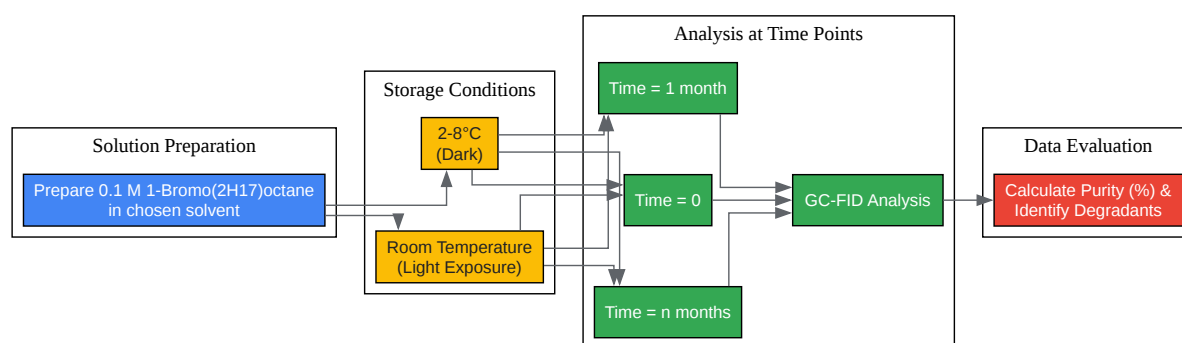 Solution Preparation
Prepare 0.1 M 1-Bromo(2H17)octane
in chosen solvent
Storage Conditions
2-8°C
(Dark)
Room Temperature
(Light Exposure)
Analysis at Time Points
Time = 1 month
Time = 0
Time = n months
GC-FID Analysis
Data Evaluation
Calculate Purity (%) &
Identify Degradants